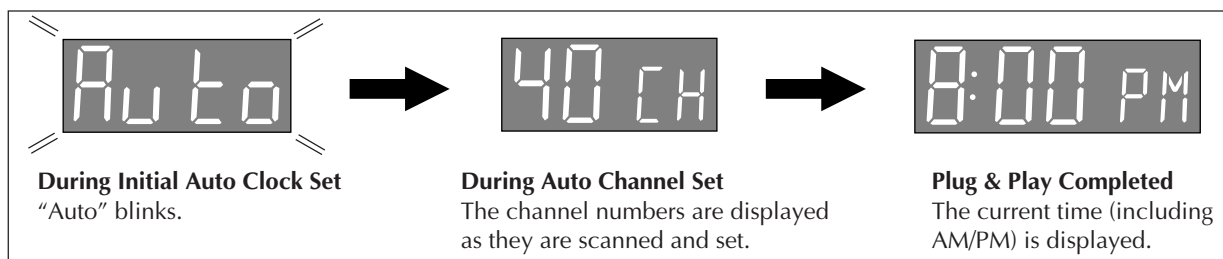 Auto
40 CH
8:00 PM
During Initial Auto Clock Set
“Auto” blinks.
During Auto Channel Set
The channel numbers are displayed
as they are scanned and set.
Plug & Play Completed
The current time (including
AM/PM) is displayed.